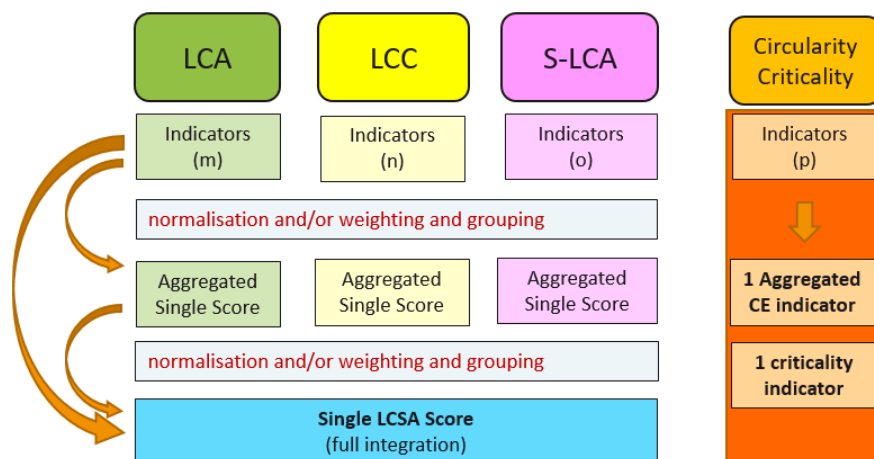 LCA
LCC
S-LCA
Circularity
Criticality
Indicators
(m)
Indicators
(n)
Indicators
(o)
Indicators
(p)
normalisation and/or weighting and grouping
Aggregated
Single Score
Aggregated
Single Score
Aggregated
Single Score
1 Aggregated
CE indicator
normalisation and/or weighting and grouping
1 criticality
indicator
Single LCSA Score
(full integration)